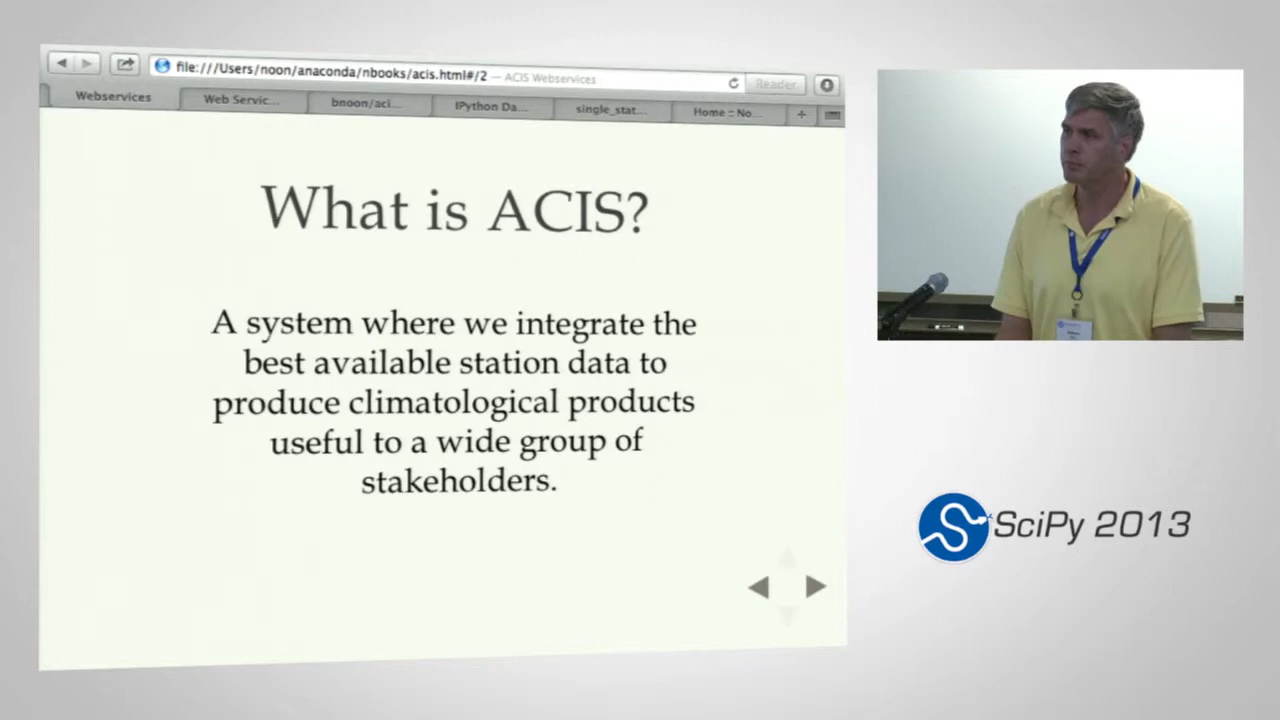 file:///Users/noon/anaconda/nbooks/acis.html#/2 — ACIS Webservices
Reader
Webservices
Web Servic...
bnoon/aci...
IPython Da...
single_stat...
Home :: No...
What is ACIS?
A system where we integrate the
best available station data to
produce climatological products
useful to a wide group of
stakeholders.
SciPy 2013